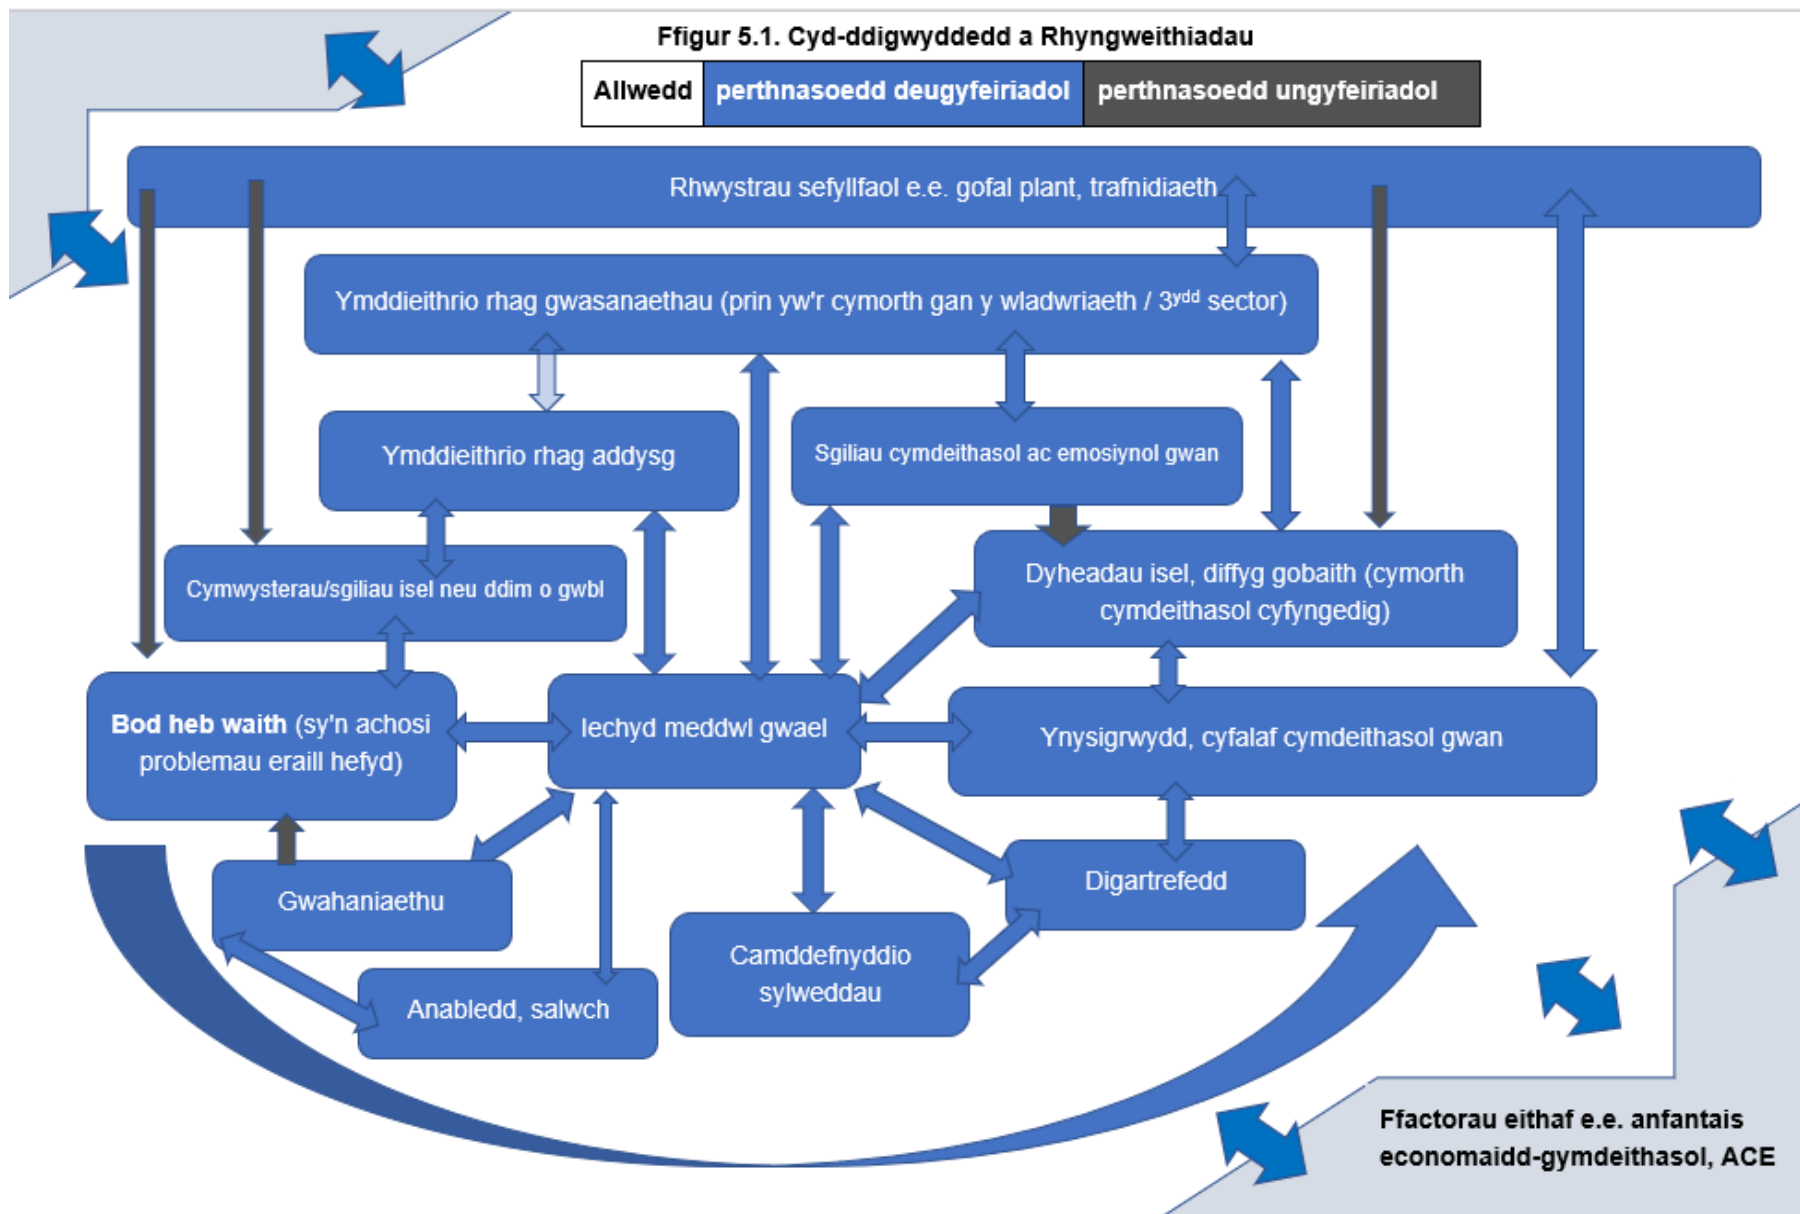 Ffigur 5.1. Cyd-ddigwyddedd a Rhyngweithiadau
Allwedd
perthnasoedd deugyfeiriadol
perthnasoedd ungyfeiriadol
Rhwystrau sefyllfaol e.e. gofal plant, trafnidiaeth
Ymddieithrio rhag gwasanaethau (prin yw'r cymorth gan y wladwriaeth / 3ydd sector)
Ymddieithrio rhag addysg
Sgiliau cymdeithasol ac emosiynol gwan
Cymwysterau/sgiliau isel neu ddim o gwbl
Dyheadau isel, diffyg gobaith (cymorth
cymdeithasol cyfyngedig)
Bod heb waith (sy'n achosi
problemau eraill hefyd)
Iechyd meddwl gwael
Ynysigrwydd, cyfalaf cymdeithasol gwan
Gwahaniaethu
Digartrefedd
Anabledd, salwch
Camddefnyddio
sylweddau
Ffactorau eithaf e.e. anfantais
economaidd-gymdeithasol, ACE